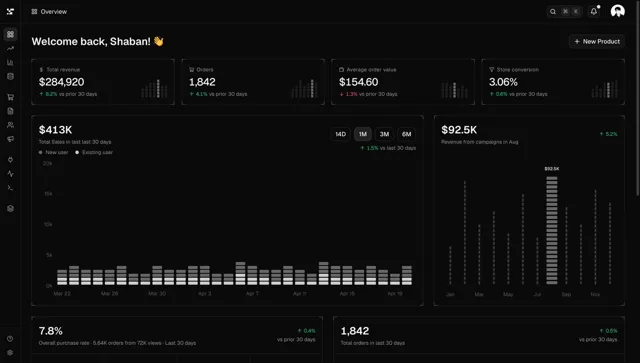 Overview
⌘ K
Welcome back, Shaban! 👋
+ New Product
$ Total revenue
$284,920
↑ 8.2% vs prior 30 days
Orders
1,842
↑ 4.1% vs prior 30 days
Average order value
$154.60
↓ 1.3% vs prior 30 days
Store conversion
3.06%
↑ 0.6% vs prior 30 days
$413K
Total Sales in last last 30 days
New user Existing user
14D 1M 3M 6M
↑ 1.5% vs last 30 days
20k
15k
10k
5k
0k
Mar 23 Mar 26 Mar 30 Apr 3 Apr 7 Apr 11 Apr 15 Apr 19
$92.5K
Revenue from campaigns in Aug
↑ 5.2%
$92.5K
Jan Mar May Jul Sep Nov
7.8%
Overall purchase rate · 5.64K orders from 72K views · Last 30 days
↑ 0.4%
vs prior 30 days
1,842
Total orders in last 30 days
↑ 0.5%
vs prior 30 days